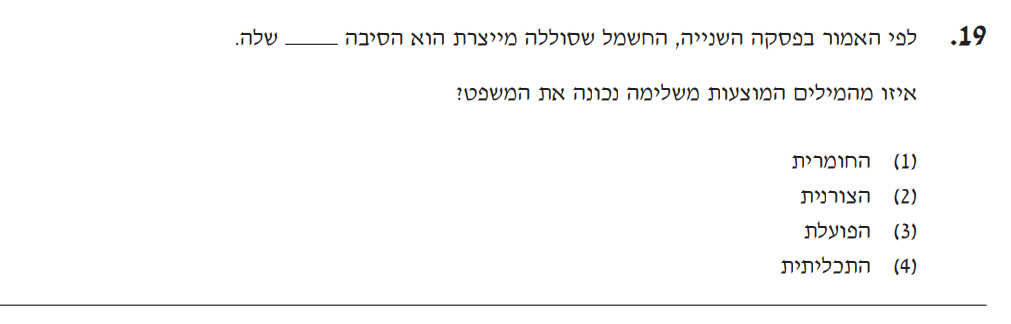 19. לפי האמור בפסקה השנייה, החשמל שסוללה מייצרת הוא הסיבה _____ שלה.
איזו מהמילים המוצעות משלימה נכונה את המשפט?
(1) החומרית
(2) הצורנית
(3) הפועלת
(4) התכליתית